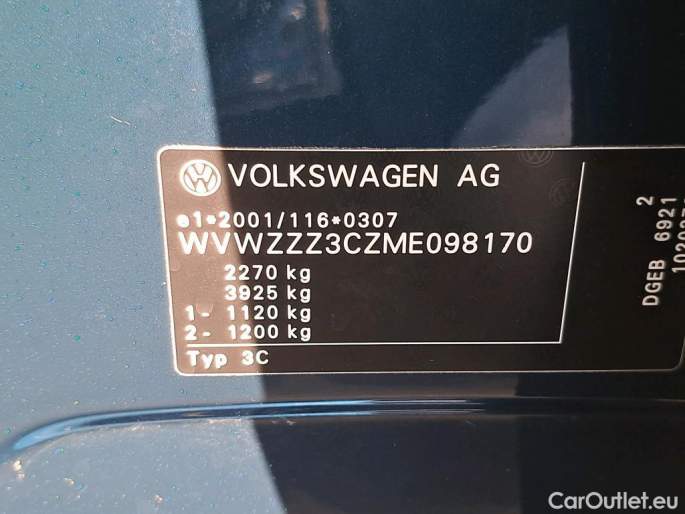 VOLKSWAGEN AG
e1*2001/116*0307
WVWZZZ3CZME098170
2270 kg
3925 kg
1- 1120 kg
2- 1200 kg
Typ 3C
2
DGEB 6921
CarOutlet.eu